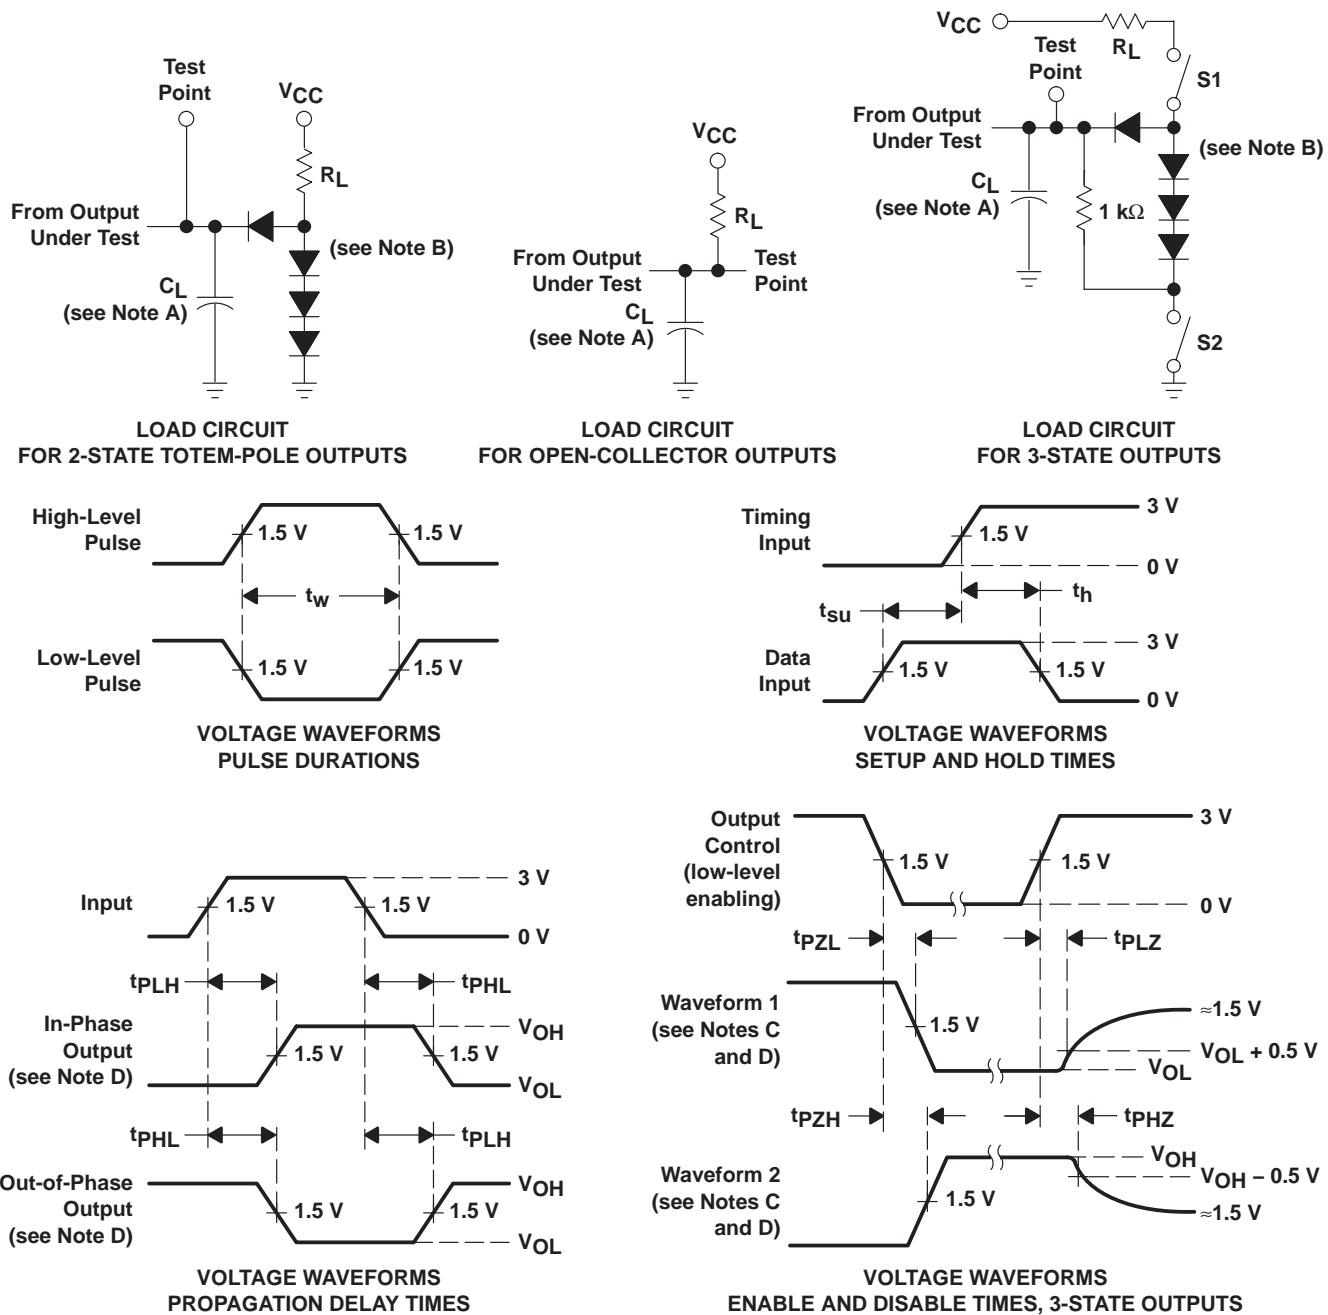 Test
Point
VCC
RL
From Output
Under Test
(see Note B)
CL
(see Note A)
LOAD CIRCUIT
FOR 2-STATE TOTEM-POLE OUTPUTS
VCC
RL
From Output
Under Test
Test
Point
CL
(see Note A)
LOAD CIRCUIT
FOR OPEN-COLLECTOR OUTPUTS
VCC
RL
Test
Point
S1
From Output
Under Test
(see Note B)
CL
(see Note A)
1 kΩ
S2
LOAD CIRCUIT
FOR 3-STATE OUTPUTS
High-Level
Pulse
1.5 V
1.5 V
tw
Low-Level
Pulse
1.5 V
1.5 V
VOLTAGE WAVEFORMS
PULSE DURATIONS
Timing
Input
3 V
1.5 V
0 V
th
tsu
Data
Input
3 V
1.5 V
1.5 V
0 V
VOLTAGE WAVEFORMS
SETUP AND HOLD TIMES
Input
3 V
1.5 V
1.5 V
0 V
tPLH
tPHL
In-Phase
Output
(see Note D)
VOH
1.5 V
1.5 V
VOL
tPHL
tPLH
Out-of-Phase
Output
(see Note D)
VOH
1.5 V
1.5 V
VOL
VOLTAGE WAVEFORMS
PROPAGATION DELAY TIMES
Output
Control
(low-level
enabling)
3 V
1.5 V
1.5 V
0 V
tPZL
tPLZ
Waveform 1
(see Notes C
and D)
1.5 V
≈1.5 V
VOL + 0.5 V
VOL
tPZH
tPHZ
Waveform 2
(see Notes C
and D)
1.5 V
VOH
VOH – 0.5 V
≈1.5 V
VOLTAGE WAVEFORMS
ENABLE AND DISABLE TIMES, 3-STATE OUTPUTS